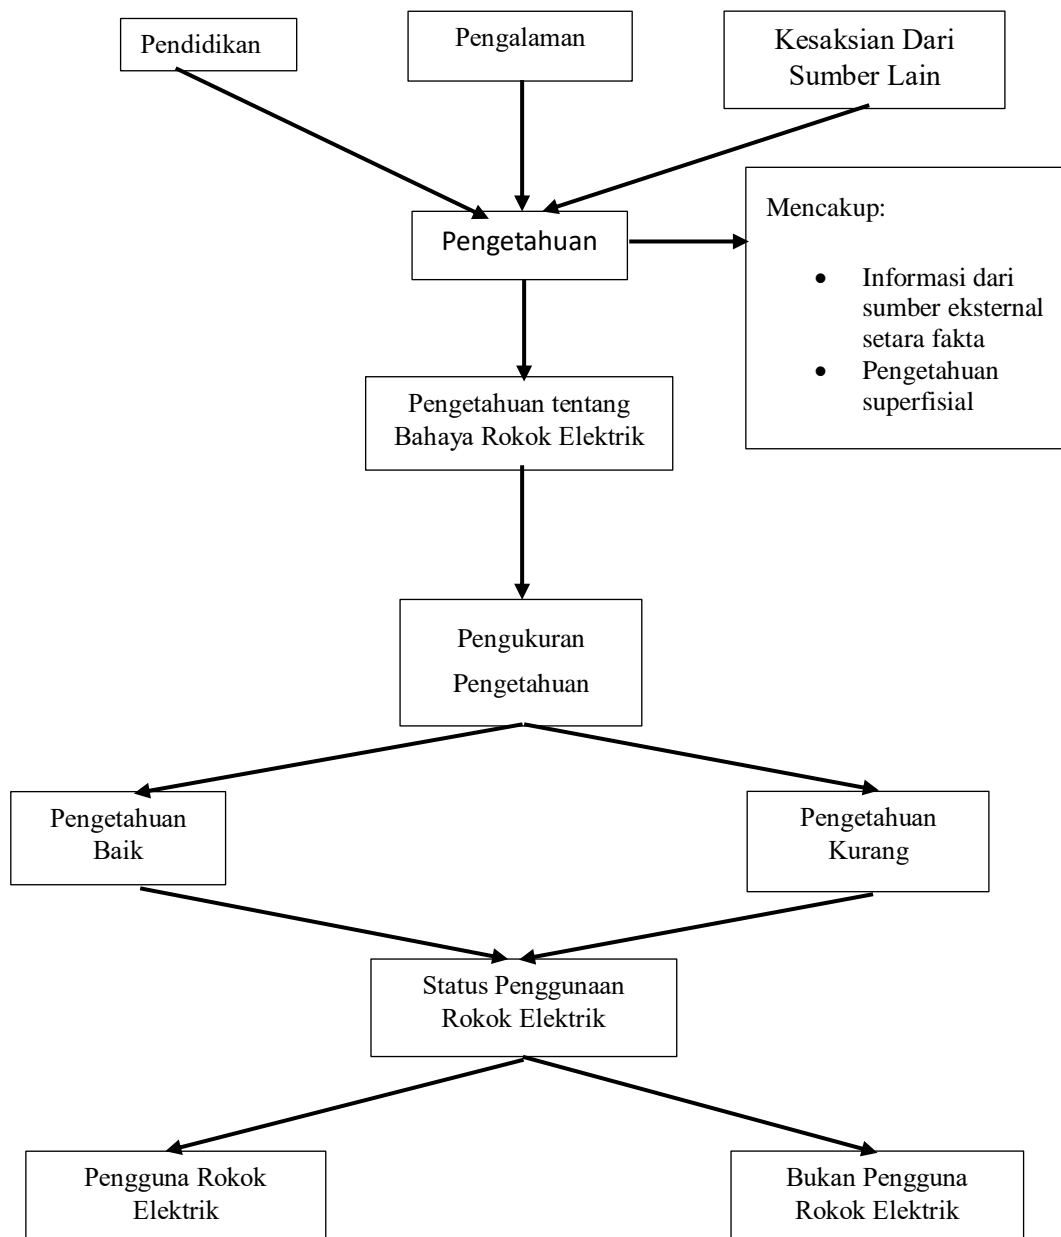 Pendidikan
Pengalaman
Kesaksian Dari
Sumber Lain
Pengetahuan
Mencakup:
• Informasi dari
sumber eksternal
setara fakta
• Pengetahuan
superfisial
Pengetahuan tentang
Bahaya Rokok Elektrik
Pengukuran
Pengetahuan
Pengetahuan
Baik
Pengetahuan
Kurang
Status Penggunaan
Rokok Elektrik
Pengguna Rokok
Elektrik
Bukan Pengguna
Rokok Elektrik